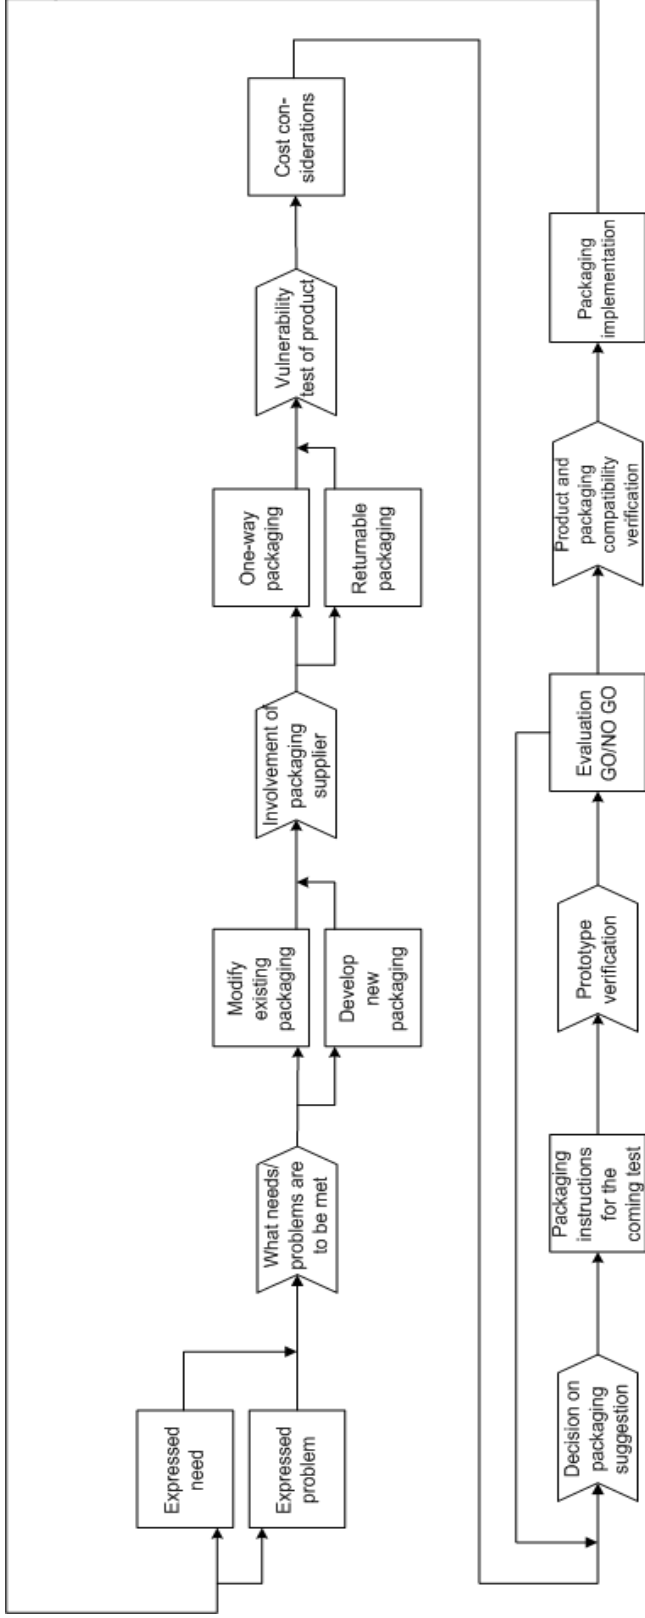 Expressed
need
Expressed
problem
What needs/
problems are
to be met
Modify
existing
packaging
Develop
new
packaging
Involvement of
packaging
supplier
One-way
packaging
Returnable
packaging
Vulnerability
test of product
Cost con-
siderations
Decision on
packaging
suggestion
Packaging
instructions
for the
coming test
Prototype
verification
Evaluation
GO/NO GO
Product and
packaging
compatibility
verification
Packaging
implementation